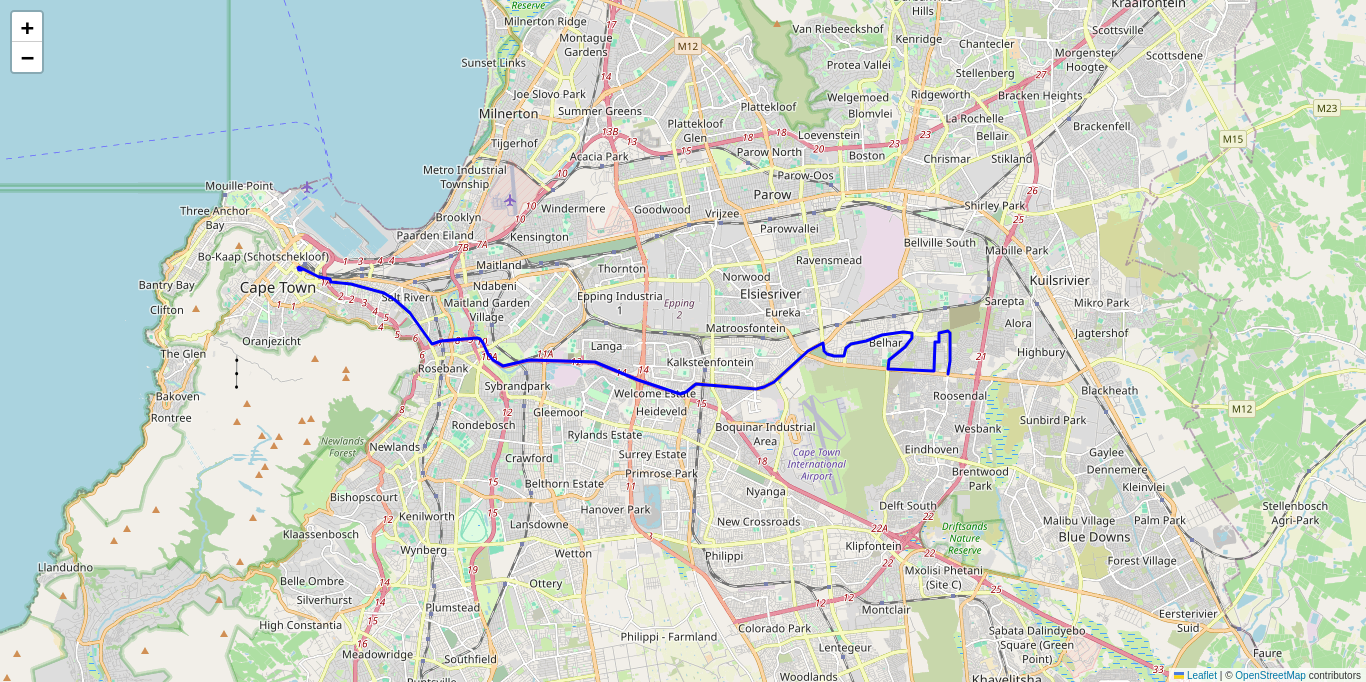 +
−
Reserve
Milnerton Ridge
Montague
Gardens
Sunset Links
Joe Slovo Park
Milnerton
Summer Greens
Tijgerhof
Acacia Park
Metro Industrial
Township
Brooklyn
Paarden Eiland
Windermere
Kensington
Maitland
Ndabeni
Goodwood
Vrijzee
Thornton
M12
Van Riebeeckshof
Hills
Kenridge
Chantecler
Protea Vallei
Stellenberg
Kraaifontein
Scottsville
Morgenster
Hoogte
Scottsdene
Plattekloof
Welgemoed
Ridgeworth
Bracken Heights
Blomvlei
La Rochelle
Plattekloof
Glen
Loevenstein
Bellair
Brackenfell
M23
M15
Parow North
Boston
Chrismar
Stikland
Parow-Oos
Parow
Shirley Park
Parowvallei
Bellville South
Mabille Park
Ravensmead
Kuilsrivier
Norwood
Elsiesriver
Sarepta
Mikro Park
Eureka
Alora
Jagtershof
Matroosfontein
Highbury
Belhar
Mouille Point
Three Anchor
Bay
Bo-Kaap (Schotschekloof)
Bantry Bay
Cape Town
Clifton
Oranjezicht
The Glen
Bakoven
Rontree
Salt River
Maitland Garden
Village
Epping Industria
1
Epping
2
Langa
Kalksteenfontein
Rosebank
Sybrandpark
Welcome Estate
Heideveld
Gleemoor
Rondebosch
Rylands Estate
Boquinar Industrial
Area
Cape Town
International
Airport
Newlands
Forest
Newlands
Crawford
Surrey Estate
Primrose Park
Belthorn Estate
Nyanga
Bishopscourt
Hanover Park
Kenilworth
Lansdowne
New Crossroads
Klaassenbosch
Wynberg
Wetton
Philippi
Klipfontein
Roosendal
Blackheath
M12
Wesbank
Sunbird Park
Eindhoven
Gaylee
Brentwood
Park
Dennemere
Kleinvlei
Delft South
Malibu Village
Palm Park
Stellenbosch
Agri-Park
Driftsands
Nature
Reserve
Blue Downs
Forest Village
Mxolisi Phetani
(Site C)
Llandudno
Belle Ombre
Silverhurst
Ottery
Plumstead
High Constantia
Montclair
Colorado Park
Philippi - Farmland
Eersterivier
Suid
Sabata Dalindyebo
Square (Green
Point)
Faure
Meadowridge
Southfield
Lentegeur
Woodlands
Khayelitsha
Leaflet | © OpenStreetMap contributors